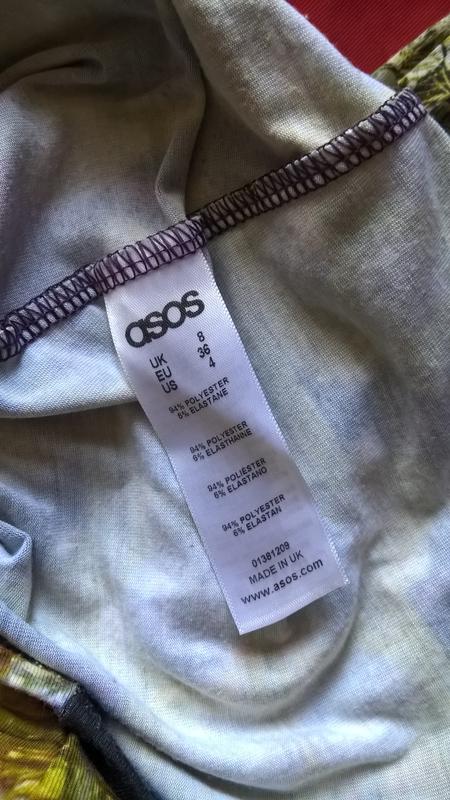 asos
UK 8
EU 36
US 4
94% POLYESTER
6% ELASTANE
94% POLYESTER
6% ELASTHANNE
94% POLIESTER
6% ELASTANO
94% POLYESTER
6% ELASTAN
01381209
MADE IN UK
www.asos.com